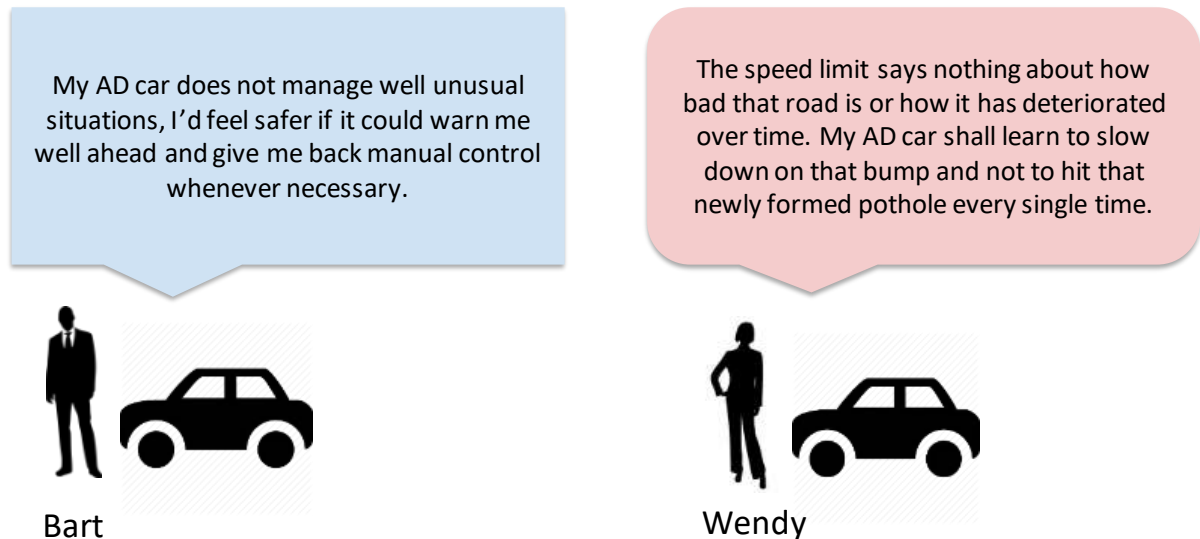 My AD car does not manage well unusual
situations, I’d feel safer if it could warn me
well ahead and give me back manual control
whenever necessary.
The speed limit says nothing about how
bad that road is or how it has deteriorated
over time. My AD car shall learn to slow
down on that bump and not to hit that
newly formed pothole every single time.
Bart
Wendy